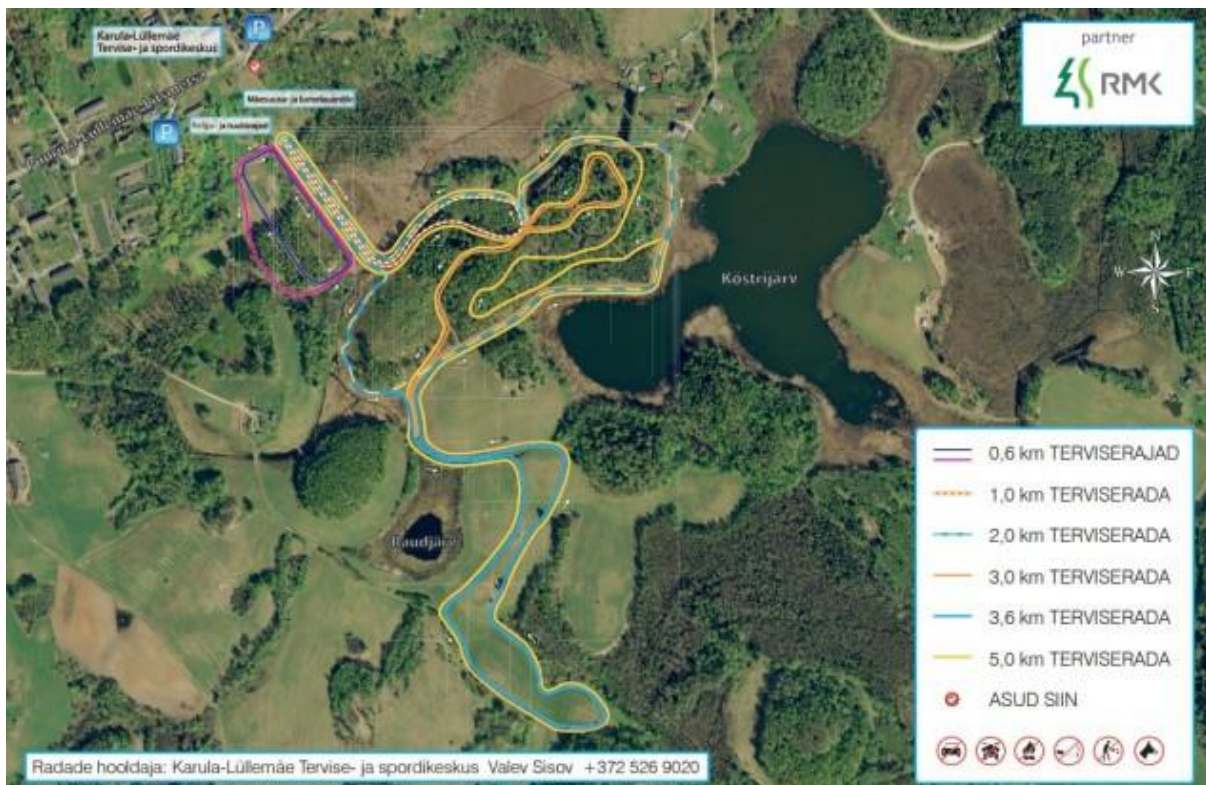 Karula-Lüllemäe
Tervise- ja spordikeskus
P
P
partner
RMK
Köstrijärv
N
W
E
S
Raudjärv
0,6 km TERVISERAJAD
1,0 km TERVISERADA
2,0 km TERVISERADA
3,0 km TERVISERADA
3,6 km TERVISERADA
5,0 km TERVISERADA
ASUD SIIN
Radade hooldaja: Karula-Lüllemäe Tervise- ja spordikeskus Valev Sisov +372 526 9020